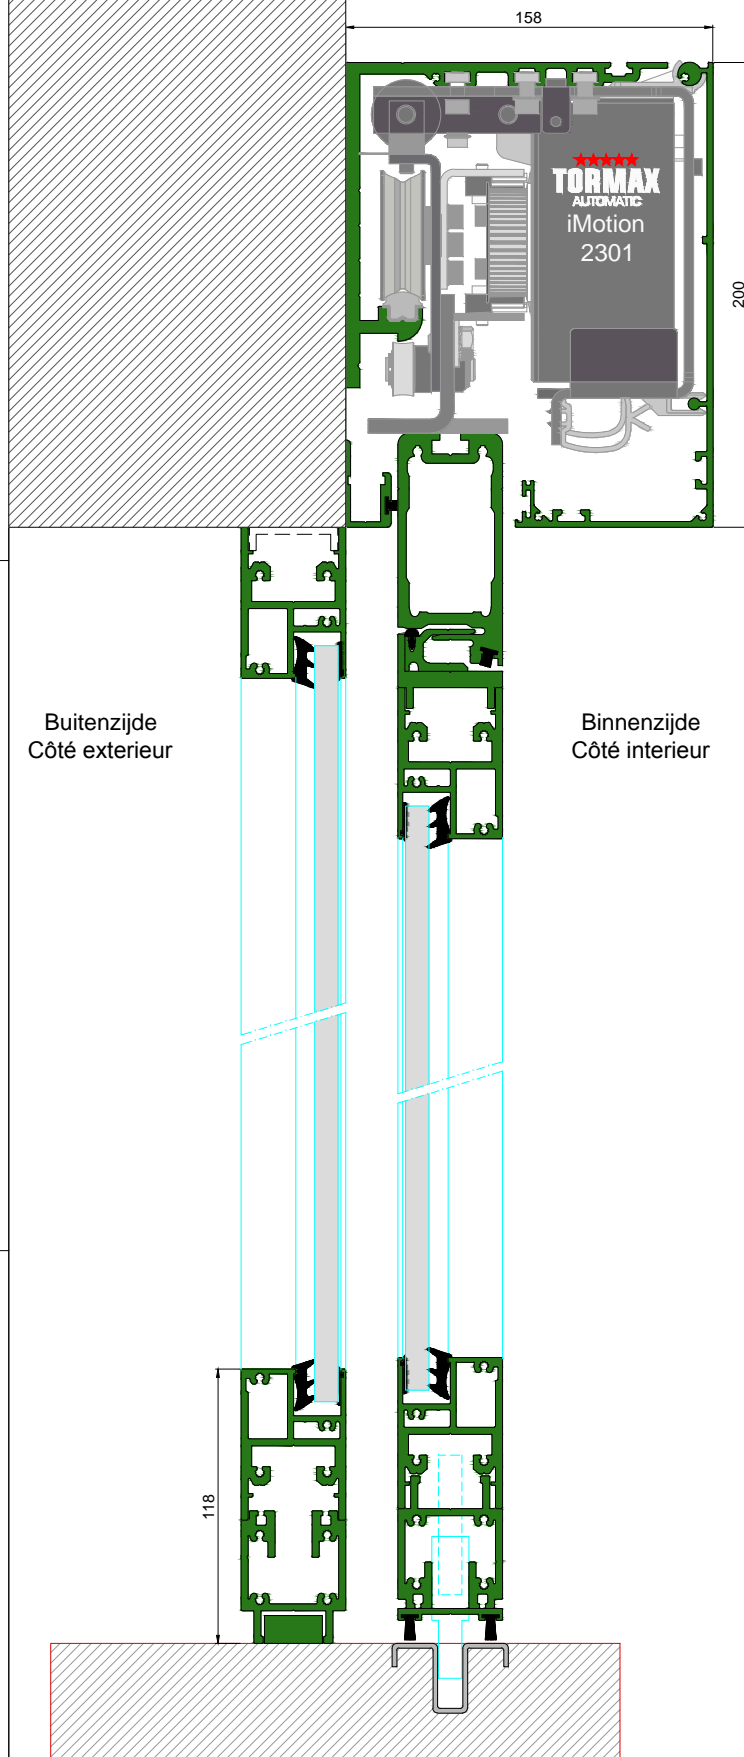 158
TORMAX
AUTOMATIC
iMotion
2301
200
Buitenzijde
Côté exterieur
Binnenzijde
Côté interieur
118